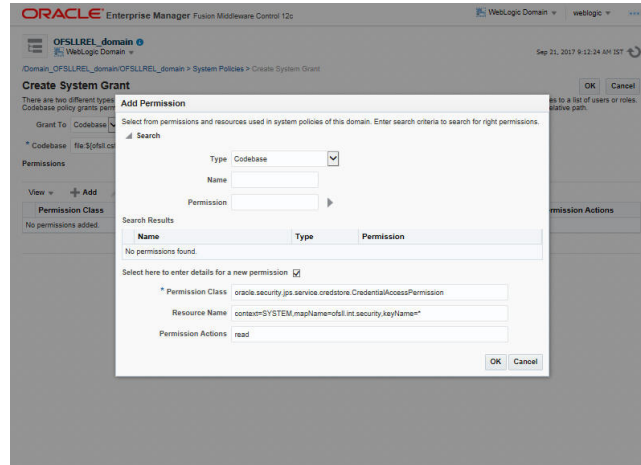 ORACLE® Enterprise Manager Fusion Middleware Control 12c
WebLogic Domain
weblogic
OFSLLREL_domain
WebLogic Domain
Sep 21, 2017 9:12:24 AM IST
/Domain_OFSLLREL_domain/OFSLLREL_domain > System Policies > Create System Grant
Create System Grant
OK Cancel
There are two different types
es to a list of users or roles.
Codebase policy grants perm
elative path.
Grant To Codebase
* Codebase
Permissions
View Add
Permission Class
rmission Actions
No permissions added.
Add Permission
Select from permissions and resources used in system policies of this domain. Enter search criteria to search for right permissions.
Search
Type Codebase
Name
Permission
Search Results
Name Type Permission
No permissions found.
Select here to enter details for a new permission
* Permission Class oracle.security.jps.service.credstore.CredentialAccessPermission
Resource Name context=SYSTEM,mapName=ofsll.int.security,keyName=*
Permission Actions read
OK Cancel